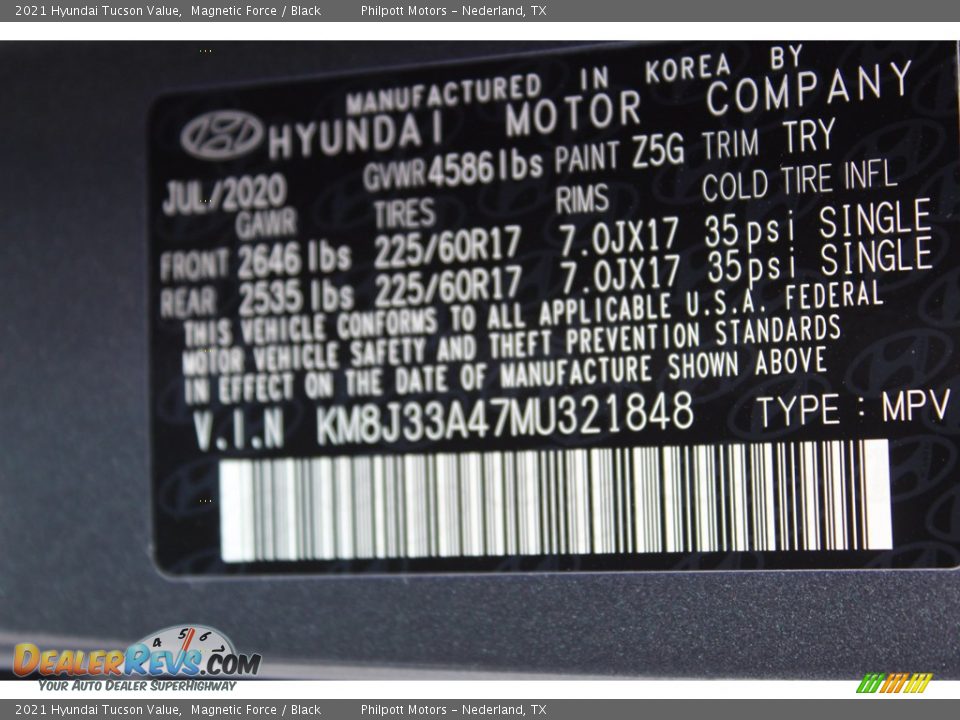 2021 Hyundai Tucson Value, Magnetic Force / Black Philpott Motors - Nederland, TX
MANUFACTURED IN KOREA BY
HYUNDAI MOTOR COMPANY
JUL/2020 GVWR 4586 lbs PAINT Z5G TRIM TRY
GAWR TIRES RIMS COLD TIRE INFL
FRONT 2646 lbs 225/60R17 7.0JX17 35psi SINGLE
REAR 2535 lbs 225/60R17 7.0JX17 35psi SINGLE
THIS VEHICLE CONFORMS TO ALL APPLICABLE U.S.A. FEDERAL
MOTOR VEHICLE SAFETY AND THEFT PREVENTION STANDARDS
IN EFFECT ON THE DATE OF MANUFACTURE SHOWN ABOVE
V.I.N KM8J33A47MU321848 TYPE : MPV
4 5 6 7
DEALERREVS.COM
YOUR AUTO DEALER SUPERHIGHWAY
2021 Hyundai Tucson Value, Magnetic Force / Black Philpott Motors - Nederland, TX